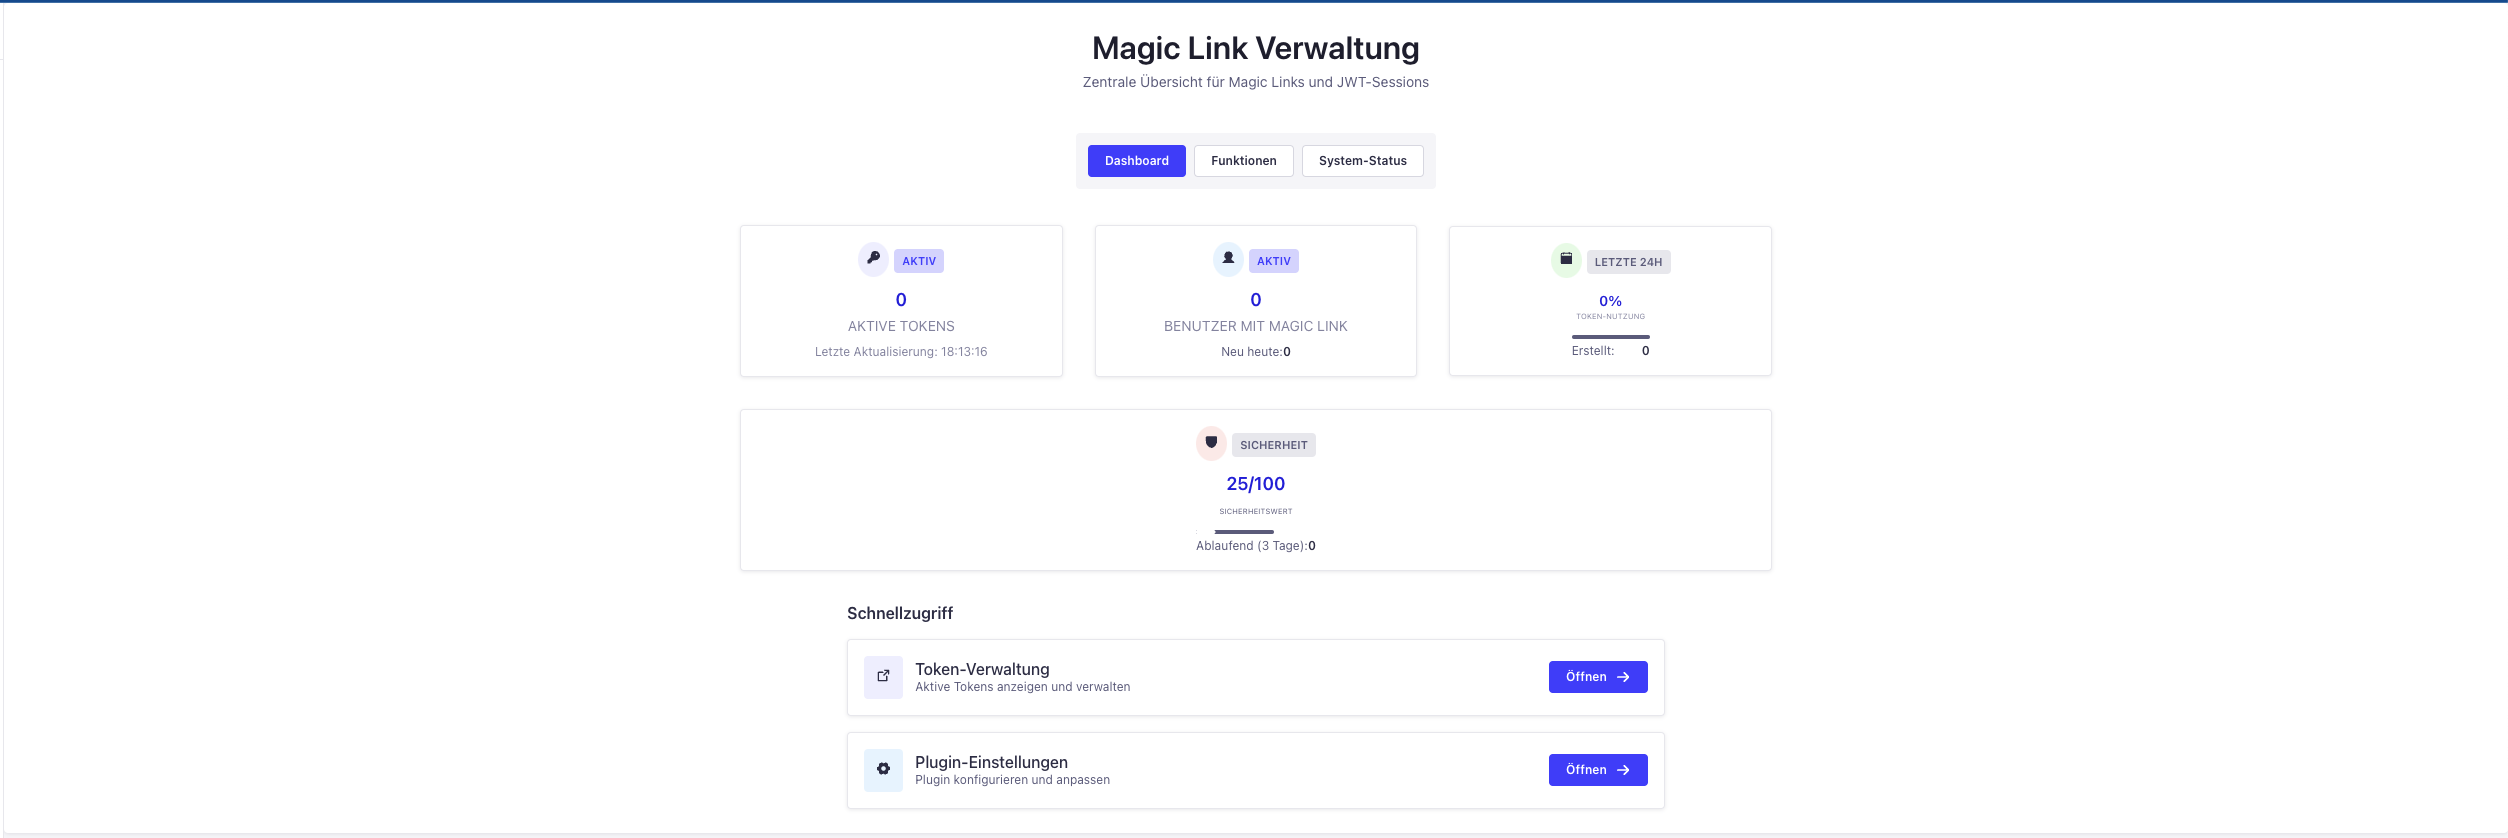 Magic Link Verwaltung
Zentrale Übersicht für Magic Links und JWT-Sessions
Dashboard Funktionen System-Status
AKTIV
0
AKTIVE TOKENS
Letzte Aktualisierung: 18:13:16
AKTIV
0
BENUTZER MIT MAGIC LINK
Neu heute:0
LETZTE 24H
0%
TOKEN-NUTZUNG
Erstellt: 0
SICHERHEIT
25/100
SICHERHEITSWERT
Ablaufend (3 Tage):0
Schnellzugriff
Token-Verwaltung
Aktive Tokens anzeigen und verwalten
Öffnen
Plugin-Einstellungen
Plugin konfigurieren und anpassen
Öffnen